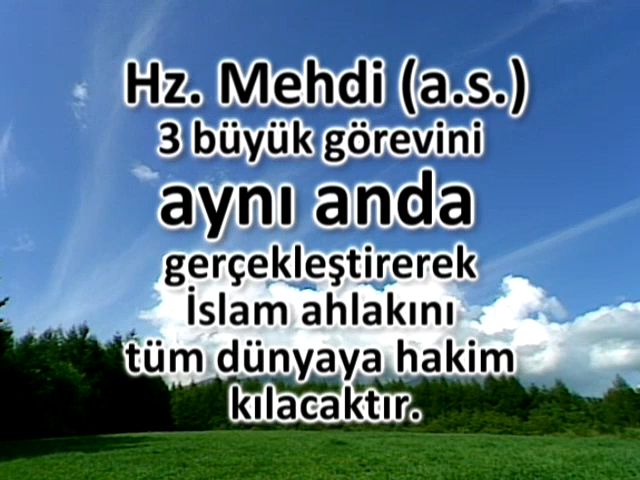 Hz. Mehdi (a.s.)
3 büyük görevini
aynı anda
gerçekleştirerek
İslam ahlakını
tüm dünyaya hakim
kılacaktır.